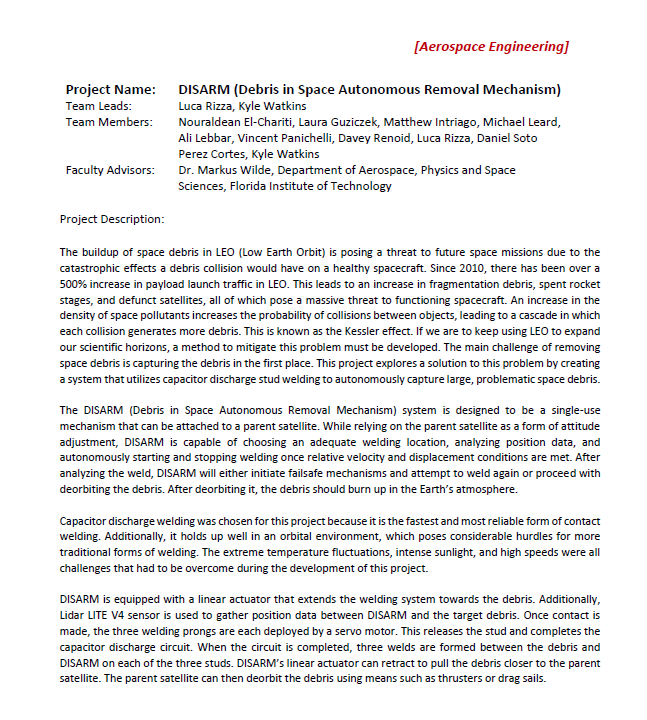 [Aerospace Engineering]
Project Name: DISARM (Debris in Space Autonomous Removal Mechanism)
Team Leads: Luca Rizza, Kyle Watkins
Team Members: Nouraldean El-Chariti, Laura Guziczek, Matthew Intriago, Michael Leard,
Ali Lebbar, Vincent Panichelli, Davey Renoid, Luca Rizza, Daniel Soto
Perez Cortes, Kyle Watkins
Faculty Advisors: Dr. Markus Wilde, Department of Aerospace, Physics and Space
Sciences, Florida Institute of Technology
Project Description:
The buildup of space debris in LEO (Low Earth Orbit) is posing a threat to future space missions due to the
catastrophic effects a debris collision would have on a healthy spacecraft. Since 2010, there has been over a
500% increase in payload launch traffic in LEO. This leads to an increase in fragmentation debris, spent rocket
stages, and defunct satellites, all of which pose a massive threat to functioning spacecraft. An increase in the
density of space pollutants increases the probability of collisions between objects, leading to a cascade in which
each collision generates more debris. This is known as the Kessler effect. If we are to keep using LEO to expand
our scientific horizons, a method to mitigate this problem must be developed. The main challenge of removing
space debris is capturing the debris in the first place. This project explores a solution to this problem by creating
a system that utilizes capacitor discharge stud welding to autonomously capture large, problematic space debris.
The DISARM (Debris in Space Autonomous Removal Mechanism) system is designed to be a single-use
mechanism that can be attached to a parent satellite. While relying on the parent satellite as a form of attitude
adjustment, DISARM is capable of choosing an adequate welding location, analyzing position data, and
autonomously starting and stopping welding once relative velocity and displacement conditions are met. After
analyzing the weld, DISARM will either initiate failsafe mechanisms and attempt to weld again or proceed with
deorbiting the debris. After deorbiting it, the debris should burn up in the Earth's atmosphere.
Capacitor discharge welding was chosen for this project because it is the fastest and most reliable form of contact
welding. Additionally, it holds up well in an orbital environment, which poses considerable hurdles for more
traditional forms of welding. The extreme temperature fluctuations, intense sunlight, and high speeds were all
challenges that had to be overcome during the development of this project.
DISARM is equipped with a linear actuator that extends the welding system towards the debris. Additionally,
Lidar LITE V4 sensor is used to gather position data between DISARM and the target debris. Once contact is
made, the three welding prongs are each deployed by a servo motor. This releases the stud and completes the
capacitor discharge circuit. When the circuit is completed, three welds are formed between the debris and
DISARM on each of the three studs. DISARM's linear actuator can retract to pull the debris closer to the parent
satellite. The parent satellite can then deorbit the debris using means such as thrusters or drag sails.